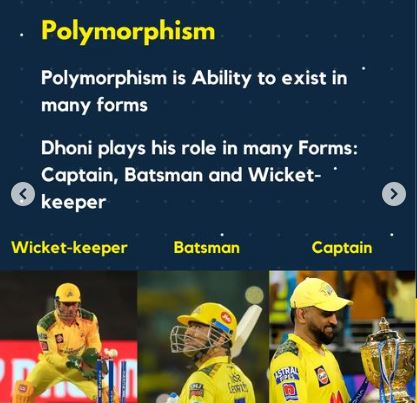 Polymorphism
Polymorphism is Ability to exist in
many forms
Dhoni plays his role in many Forms:
Captain, Batsman and Wicket-
keeper
Wicket-keeper
Batsman
Captain
ASTRAL